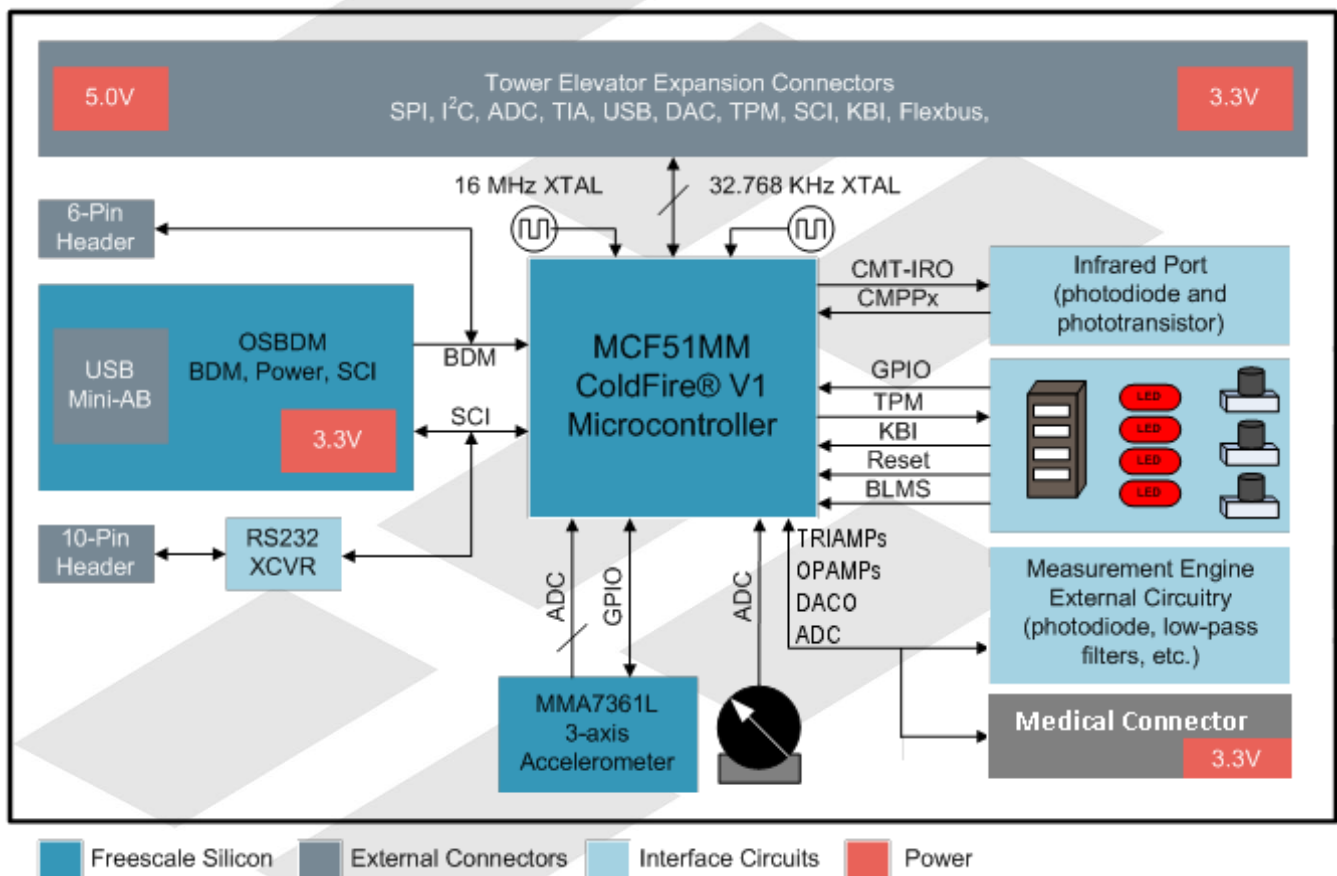 5.0V
Tower Elevator Expansion Connectors
SPI, I²C, ADC, TIA, USB, DAC, TPM, SCI, KBI, Flexbus,
3.3V
16 MHz XTAL
32.768 KHz XTAL
6-Pin
Header
USB
Mini-AB
OSBDM
BDM, Power, SCI
3.3V
BDM
SCI
10-Pin
Header
RS232
XCVR
MCF51MM
ColdFire® V1
Microcontroller
CMT-IRO
CMPPx
Infrared Port
(photodiode and
phototransistor)
GPIO
TPM
KBI
Reset
BLMS
LED
LED
LED
LED
ADC
GPIO
ADC
TRIAMPs
OPAMPs
DACO
ADC
Measurement Engine
External Circuitry
(photodiode, low-pass
filters, etc.)
MMA7361L
3-axis
Accelerometer
Medical Connector
3.3V
Freescale Silicon
External Connectors
Interface Circuits
Power